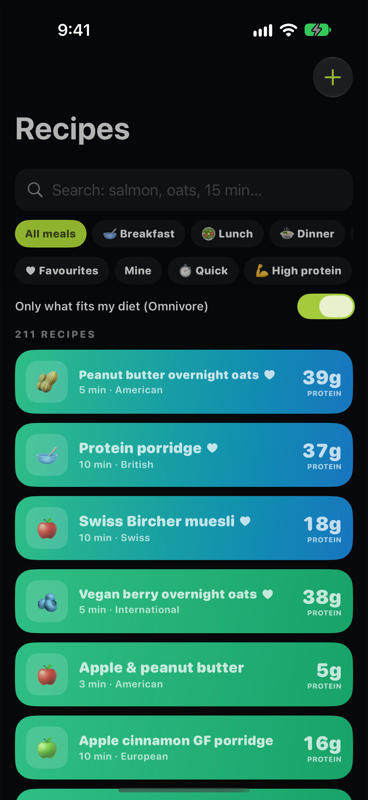 9:41
Recipes
Search: salmon, oats, 15 min...
All meals
Breakfast
Lunch
Dinner
Favourites
Mine
Quick
High protein
Only what fits my diet (Omnivore)
211 RECIPES
Peanut butter overnight oats
5 min · American
39g
PROTEIN
Protein porridge
10 min · British
37g
PROTEIN
Swiss Bircher muesli
10 min · Swiss
18g
PROTEIN
Vegan berry overnight oats
5 min · International
38g
PROTEIN
Apple & peanut butter
3 min · American
5g
PROTEIN
Apple cinnamon GF porridge
10 min · European
16g
PROTEIN